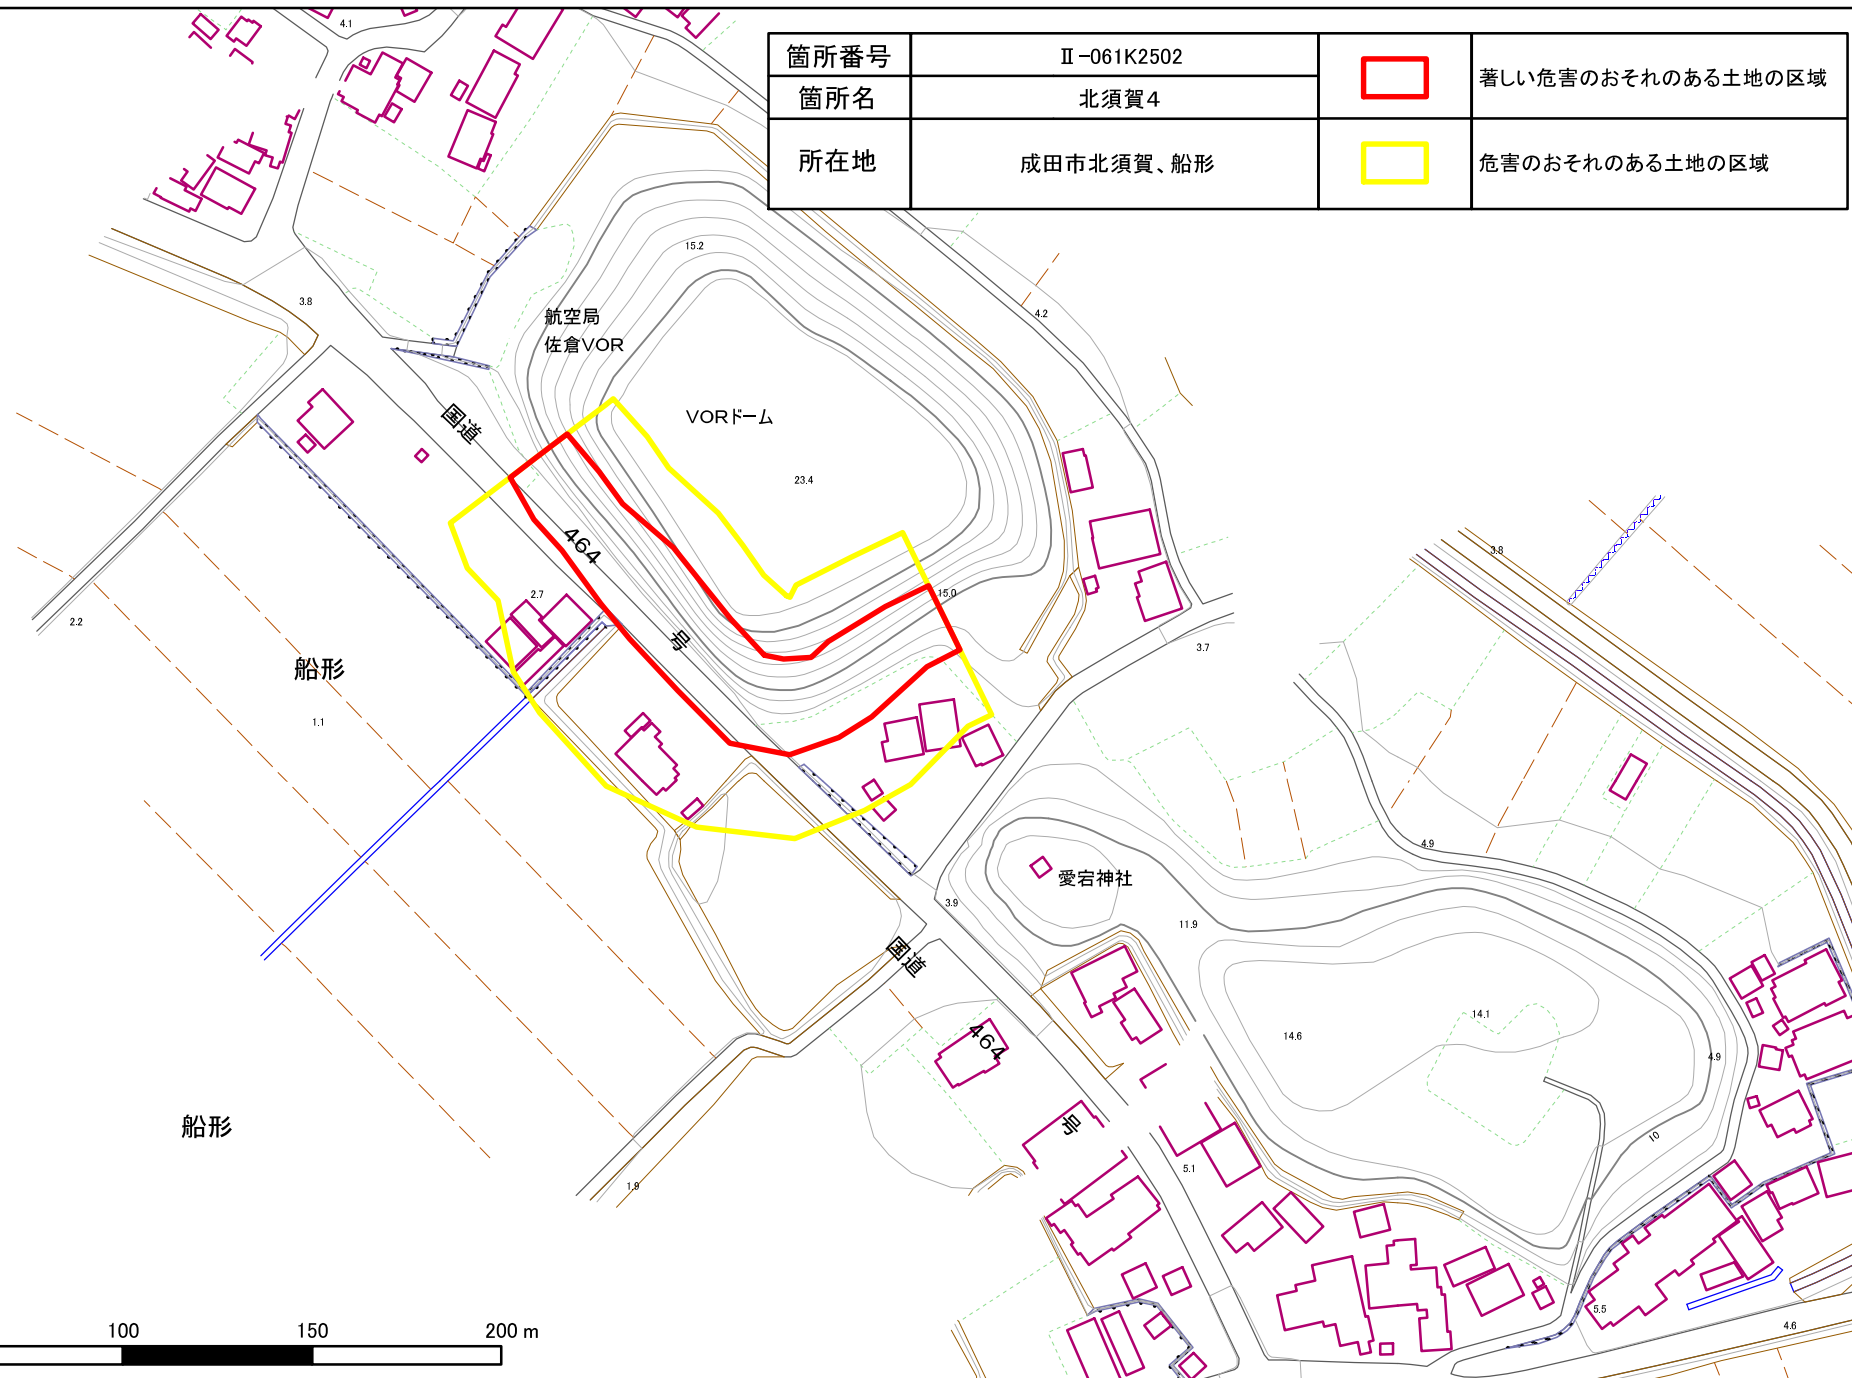 箇所番号 Ⅱ-061K2502
箇所名 北須賀4
所在地 成田市北須賀、船形
著しい危害のおそれのある土地の区域
危害のおそれのある土地の区域
4.1
15.2
3.8
航空局
佐倉VOR
4.2
国道
VORドーム
23.4
464
3.8
2.7
15.0
2.2
号
3.7
船形
1.1
4.9
愛宕神社
3.9
11.9
国道
14.1
14.6
464
4.9
船形
号
10
5.1
1.9
5.5
4.6
100 150 200 m